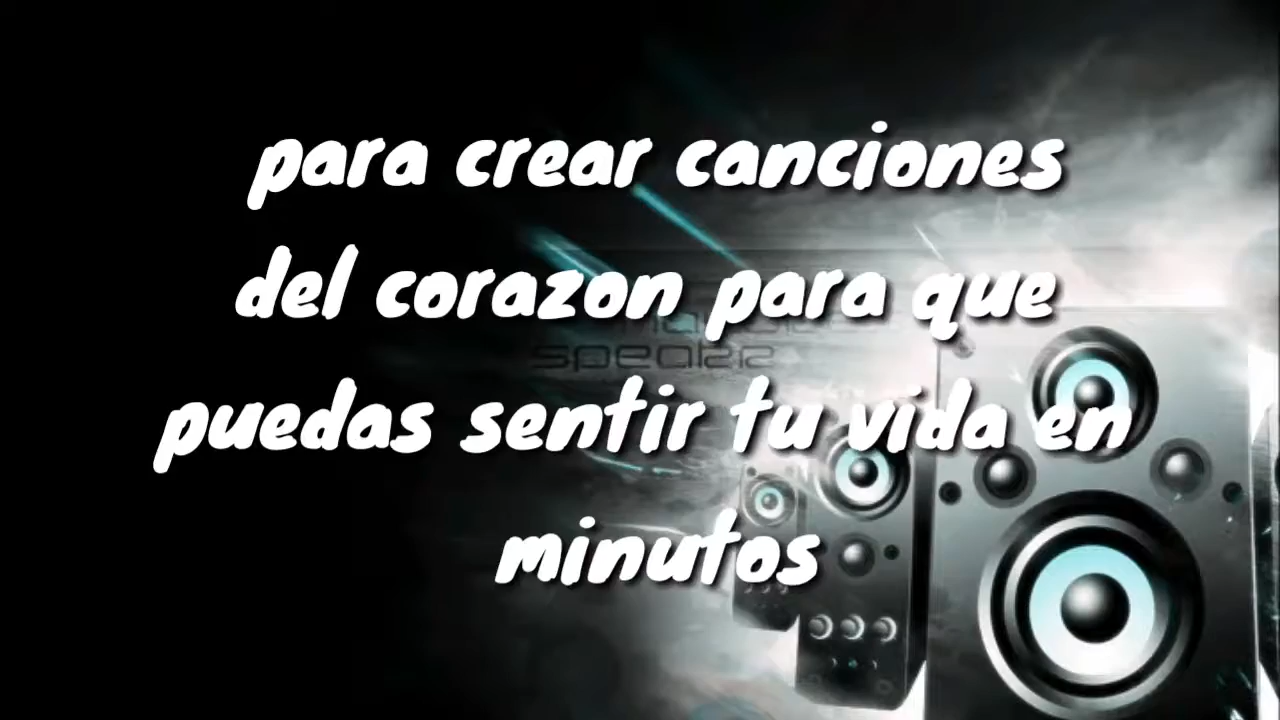 para crear canciones
del corazon para que
puedas sentir tu vida en
minutos